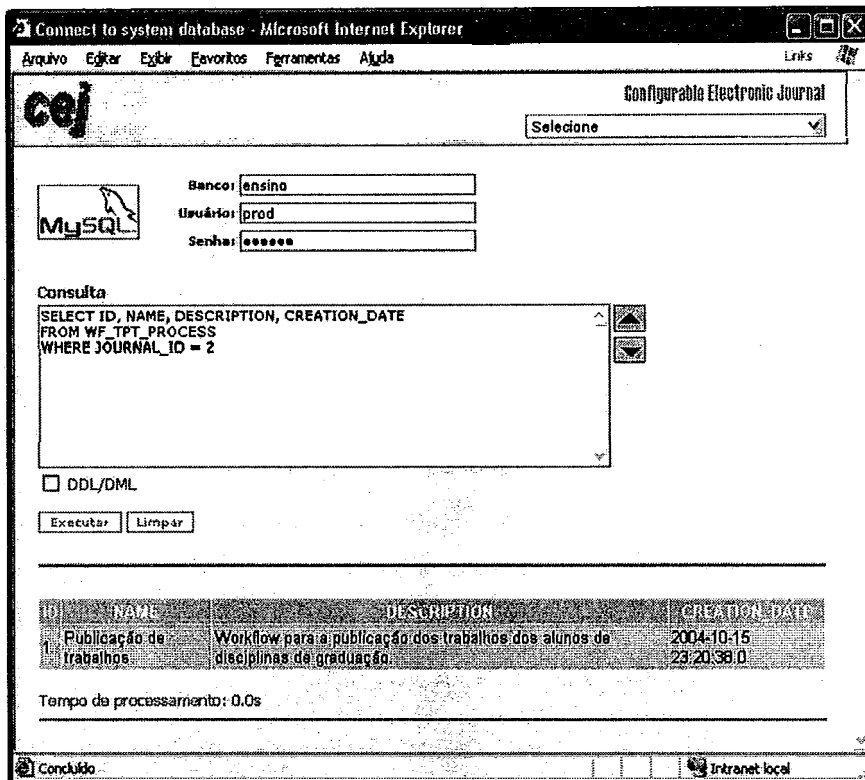 Connect to system database - Microsoft Internet Explorer
Arquivo Editar Exibir Favoritos Ferramentas Ajuda Links
cej
Configurable Electronic Journal
Selecione
MySQL
Banco: ensino
Usuário: prod
Senha: ••••••
Consulta
SELECT ID, NAME, DESCRIPTION, CREATION_DATE
FROM WF_TPT_PROCESS
WHERE JOURNAL_ID = 2
DDL/DML
Executar Limpar
ID NAME DESCRIPTION CREATION_DATE
1 Publicação de trabalhos Workflow para a publicação dos trabalhos dos alunos de disciplinas de graduação. 2004-10-15 23:20:38.0
Tempo de processamento: 0.0s
Concluído Intranet local